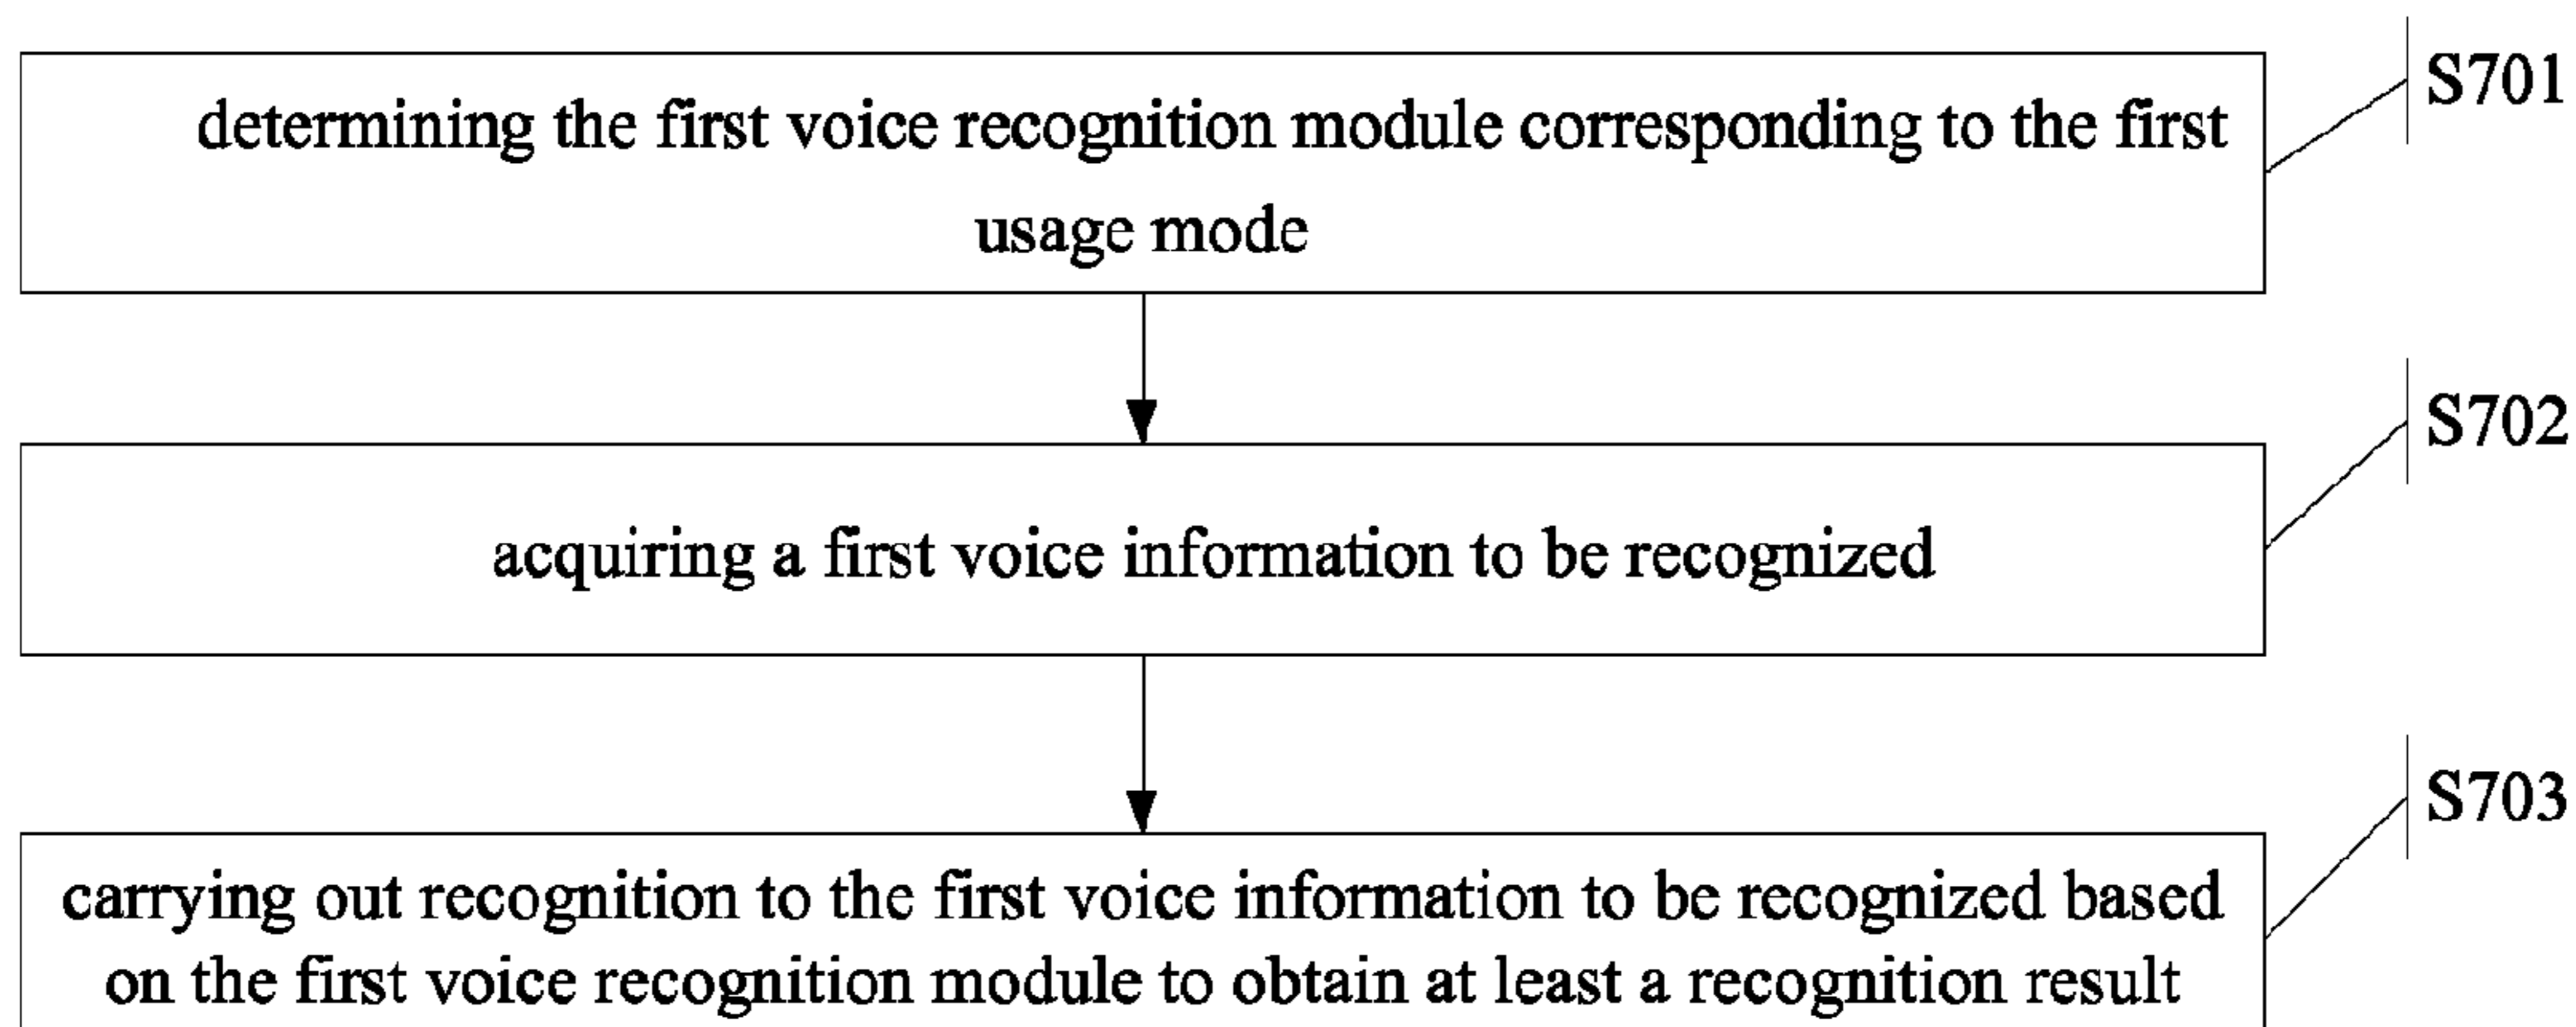 determining the first voice recognition module corresponding to the first
usage mode
S701
acquiring a first voice information to be recognized
S702
carrying out recognition to the first voice information to be recognized based
on the first voice recognition module to obtain at least a recognition result
S703